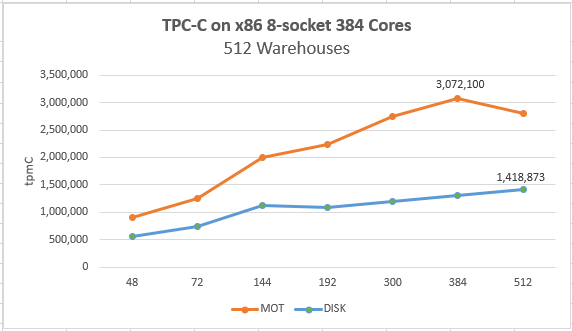 TPC-C on x86 8-socket 384 Cores
512 Warehouses
3,500,000
3,000,000
2,500,000
2,000,000
1,500,000
1,000,000
500,000
0
tpmC
3,072,100
1,418,873
48 72 144 192 300 384 512
MOT DISK